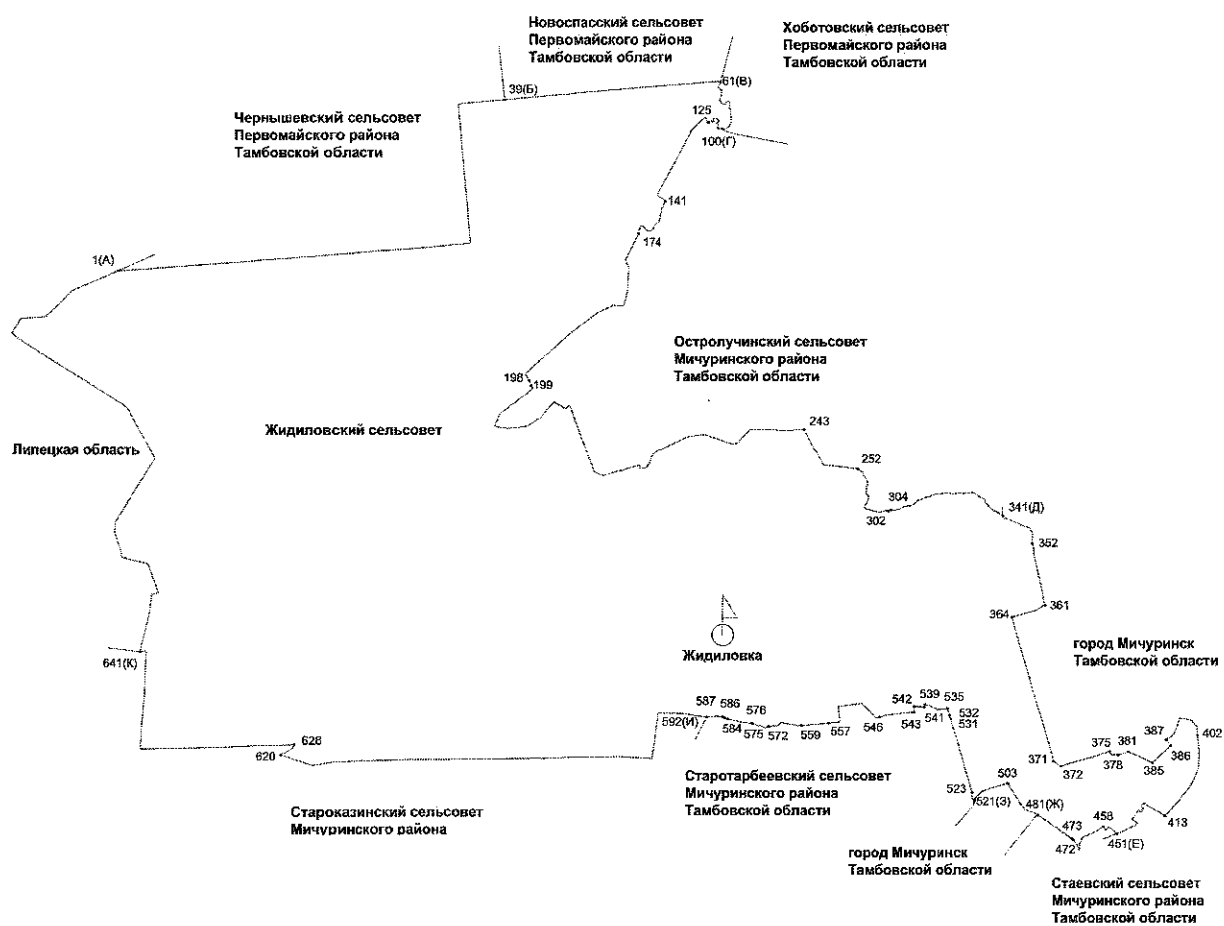 Новоспасский сельсовет
Первомайского района
Тамбовской области
Хоботовский сельсовет
Первомайского района
Тамбовской области
39(Б)
61(В)
Чернышевский сельсовет
Первомайского района
Тамбовской области
125
100(Г)
141
174
1(А)
Остролучинский сельсовет
Мичуринского района
Тамбовской области
198
199
Жидиловский сельсовет
Липецкая область
243
252
304
302
341(Д)
352
361
364
Жидиловка
город Мичуринск
Тамбовской области
641(К)
592(И)
587
586
584
578
575
572
559
557
546
542
543
539
541
535
532
531
628
620
371
372
375
378
381
385
387
386
402
413
Старотарбеевский сельсовет
Мичуринского района
Тамбовской области
523
521(З)
503
481(Ж)
473
472
458
451(Е)
Староказинский сельсовет
Мичуринского района
город Мичуринск
Тамбовской области
Стаевский сельсовет
Мичуринского района
Тамбовской области